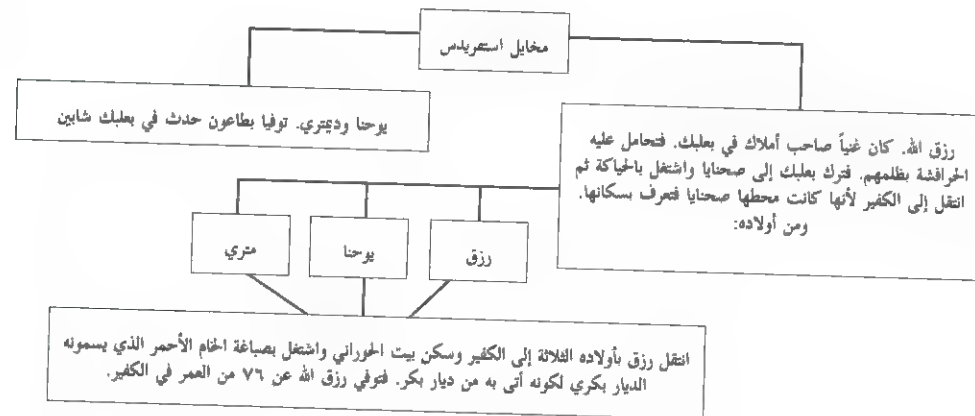 مخايل استعريدس
يوحنا وديمتري. توفيا بطاعون حدث في بعلبك شابين
رزق الله. كان غنياً صاحب أملاك في بعلبك. فتحامل عليه
الحرافشة بظلمهم. فترك بعلبك إلى صحنايا واشتغل بالحياكة ثم
انتقل إلى الكفير لأنها كانت محطها صحنايا فتعرف بسكانها.
ومن أولاده:
رزق
يوحنا
متري
انتقل رزق بأولاده الثلاثة إلى الكفير وسكن بيت الحوراني واشتغل بصباغة الخام الأحمر الذي يسمونه
الديار بكري لكونه أتى به من ديار بكر. فتوفي رزق الله عن ٧٦ من العمر في الكفير.